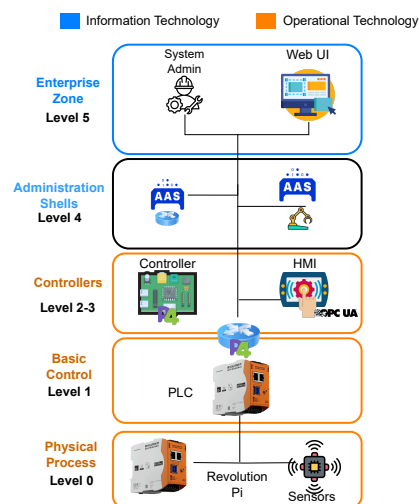 Information Technology
Operational Technology
System
Admin
Web UI
Enterprise
Zone
Level 5
AAS
AAS
Administration
Shells
Level 4
Controller
HMI
Controllers
Level 2-3
P4
OPC UA
P4
Basic
Control
Level 1
PLC
Physical
Process
Level 0
Revolution
Pi
Sensors